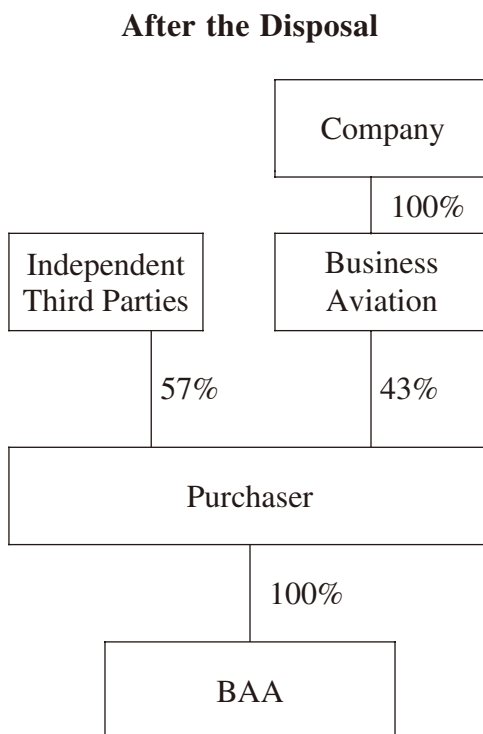 After the Disposal
Company
100%
Independent
Third Parties
Business
Aviation
57%
43%
Purchaser
100%
BAA